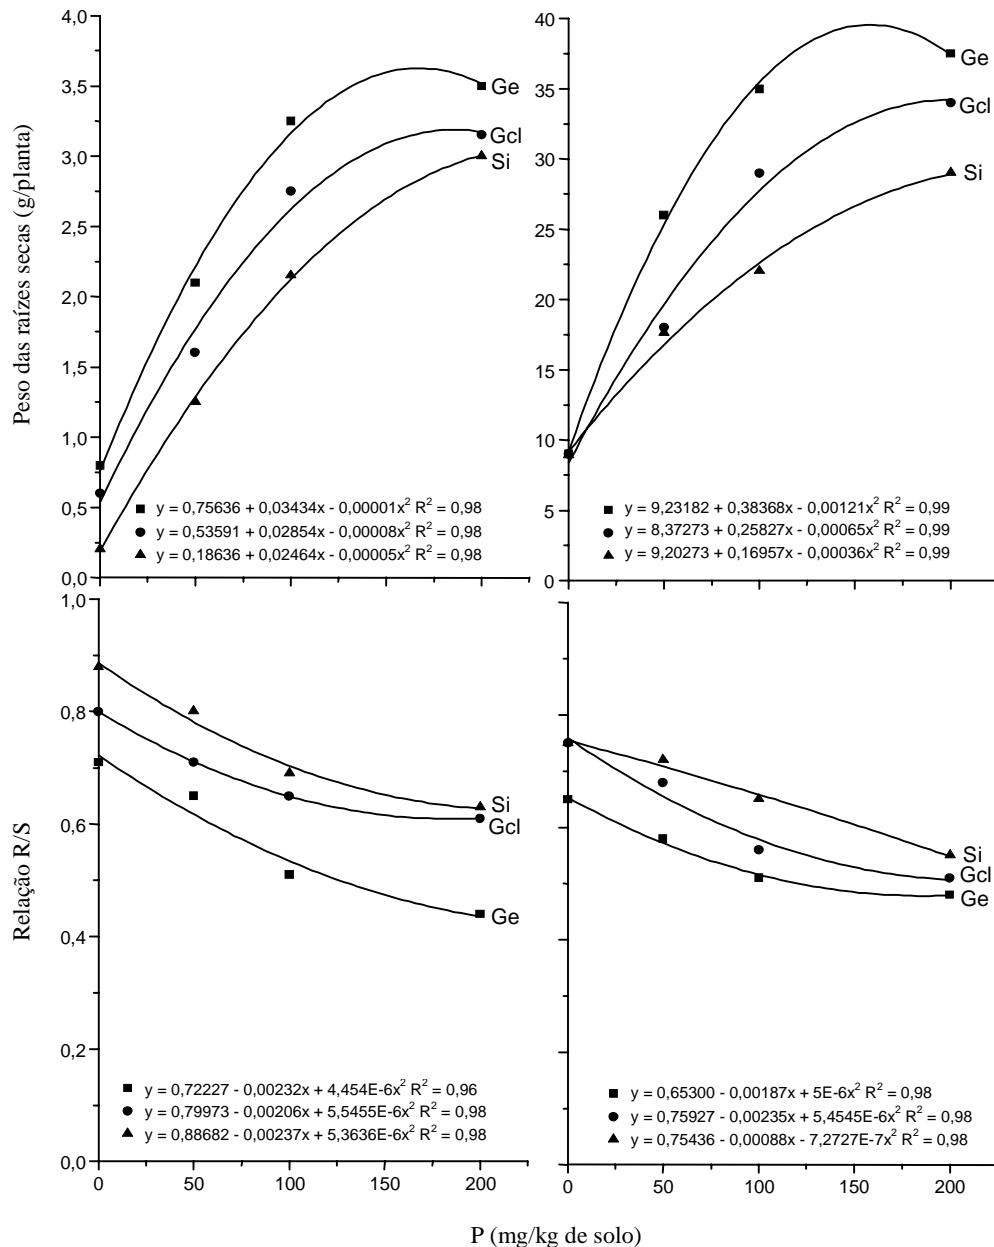 Peso das raízes secas (g/planta)
4,0
3,5
3,0
2,5
2,0
1,5
1,0
0,5
0,0
Ge
Gcl
Si
y = 0,75636 + 0,03434x - 0,00001x² R² = 0,98
y = 0,53591 + 0,02854x - 0,00008x² R² = 0,98
y = 0,18636 + 0,02464x - 0,00005x² R² = 0,98
40
35
30
25
20
15
10
5
0
Ge
Gcl
Si
y = 9,23182 + 0,38368x - 0,00121x² R² = 0,99
y = 8,37273 + 0,25827x - 0,00065x² R² = 0,99
y = 9,20273 + 0,16957x - 0,00036x² R² = 0,99
Relação R/S
1,0
0,8
0,6
0,4
0,2
0,0
Si
Gcl
Ge
y = 0,72227 - 0,00232x + 4,454E-6x² R² = 0,96
y = 0,79973 - 0,00206x + 5,5455E-6x² R² = 0,98
y = 0,88682 - 0,00237x + 5,3636E-6x² R² = 0,98
0 50 100 150 200
Si
Gcl
Ge
y = 0,65300 - 0,00187x + 5E-6x² R² = 0,98
y = 0,75927 - 0,00235x + 5,4545E-6x² R² = 0,98
y = 0,75436 - 0,00088x - 7,2727E-7x² R² = 0,98
0 50 100 150 200
P (mg/kg de solo)